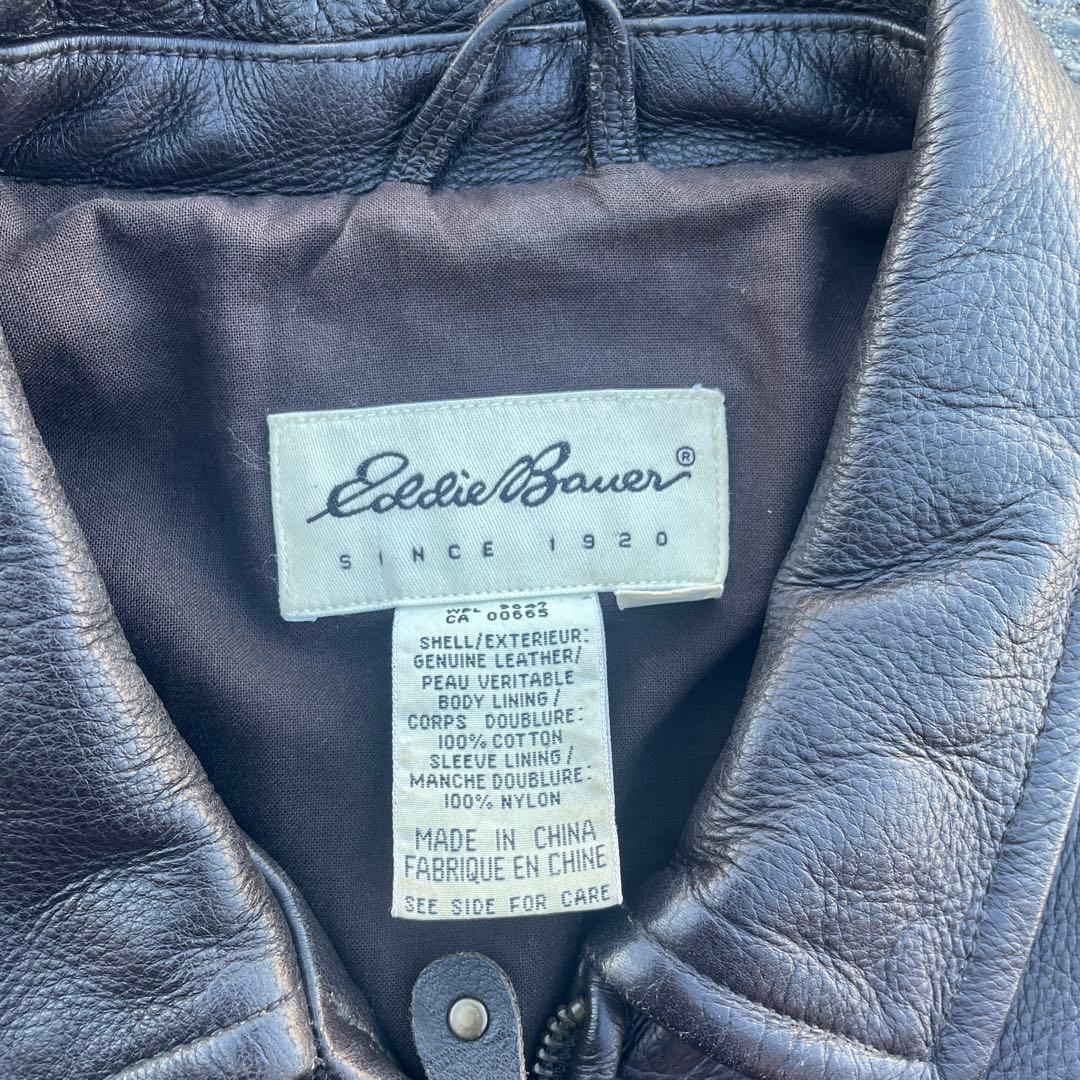 Eddie Bauer®
SINCE 1920
CA 00665
SHELL/EXTERIEUR:
GENUINE LEATHER/
PEAU VERITABLE
BODY LINING/
CORPS DOUBLURE:
100% COTTON
SLEEVE LINING/
MANCHE DOUBLURE:
100% NYLON
MADE IN CHINA
FABRIQUE EN CHINE
SEE SIDE FOR CARE